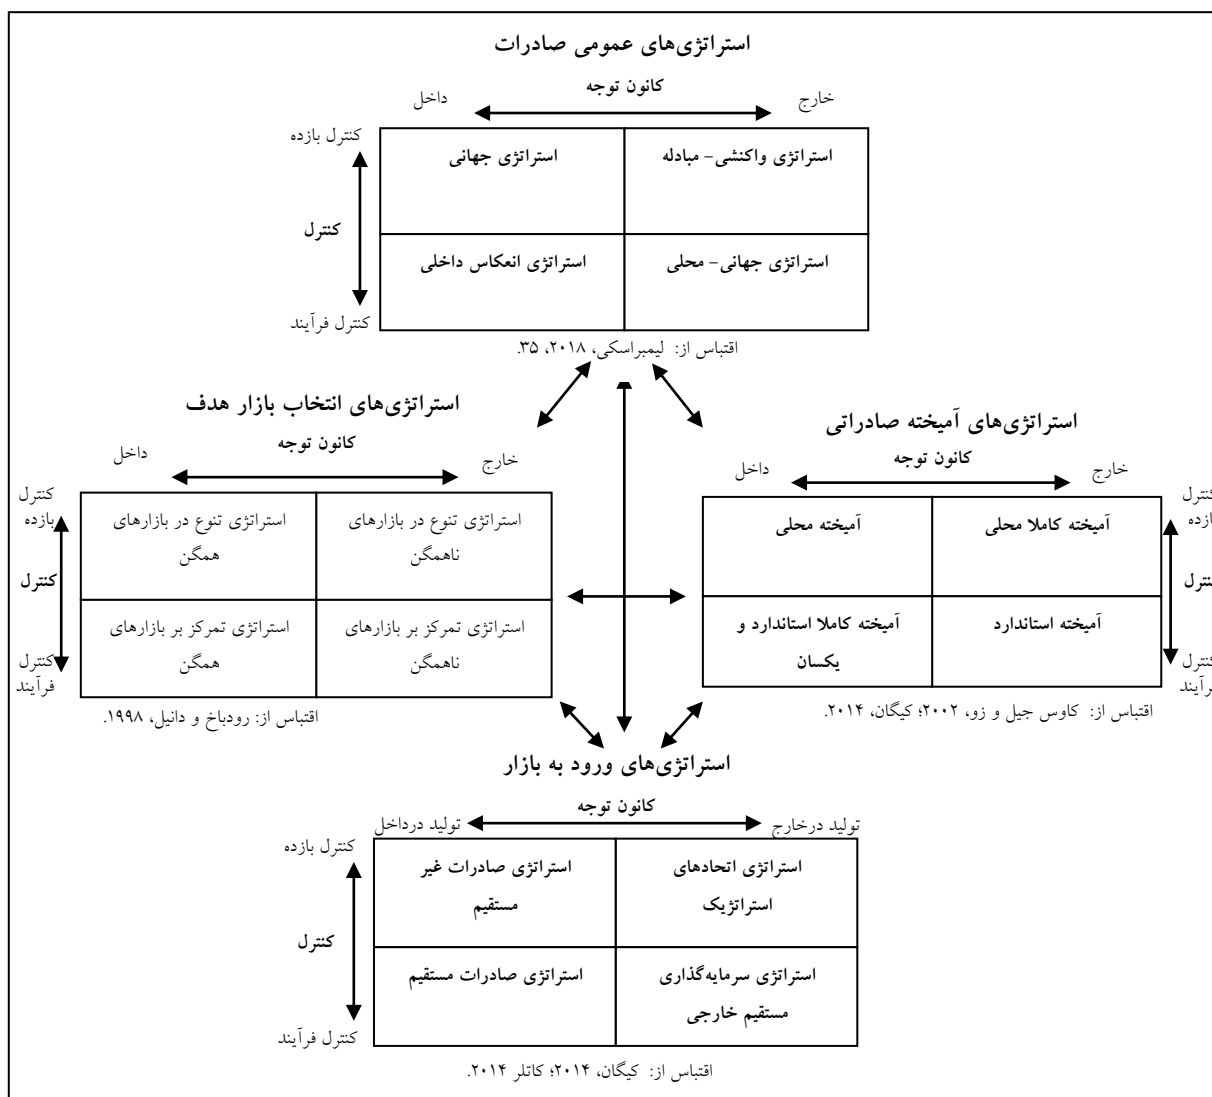 استراتژی‌های عمومی صادرات
کانون توجه
خارج
داخل
کنترل بازده
کنترل
کنترل فرآیند
استراتژی واکنشی- مبادله
استراتژی جهانی
استراتژی جهانی- محلی
استراتژی انعکاس داخلی
اقتباس از: لیمبراسکی، ۲۰۱۸، ۳۵.
استراتژی‌های آمیخته صادراتی
کانون توجه
خارج
داخل
کنترل
بازده
کنترل
کنترل
فرآیند
آمیخته کاملا محلی
آمیخته محلی
آمیخته استاندارد
آمیخته کاملا استاندارد و
یکسان
اقتباس از: کاوس جیل و زو، ۲۰۰۲؛ کیگان، ۲۰۱۴.
استراتژی‌های انتخاب بازار هدف
کانون توجه
خارج
داخل
کنترل
بازده
کنترل
کنترل
فرآیند
استراتژی تنوع در بازارهای
ناهمگن
استراتژی تنوع در بازارهای
همگن
استراتژی تمرکز بر بازارهای
ناهمگن
استراتژی تمرکز بر بازارهای
همگن
اقتباس از: رودباخ و دانیل، ۱۹۹۸.
استراتژی‌های ورود به بازار
کانون توجه
تولید درخارج
تولید درداخل
کنترل بازده
کنترل
کنترل فرآیند
استراتژی اتحادهای
استراتژیک
استراتژی صادرات غیر
مستقیم
استراتژی سرمایه‌گذاری
مستقیم خارجی
استراتژی صادرات مستقیم
اقتباس از: کیگان، ۲۰۱۴؛ کاتلر ۲۰۱۴.